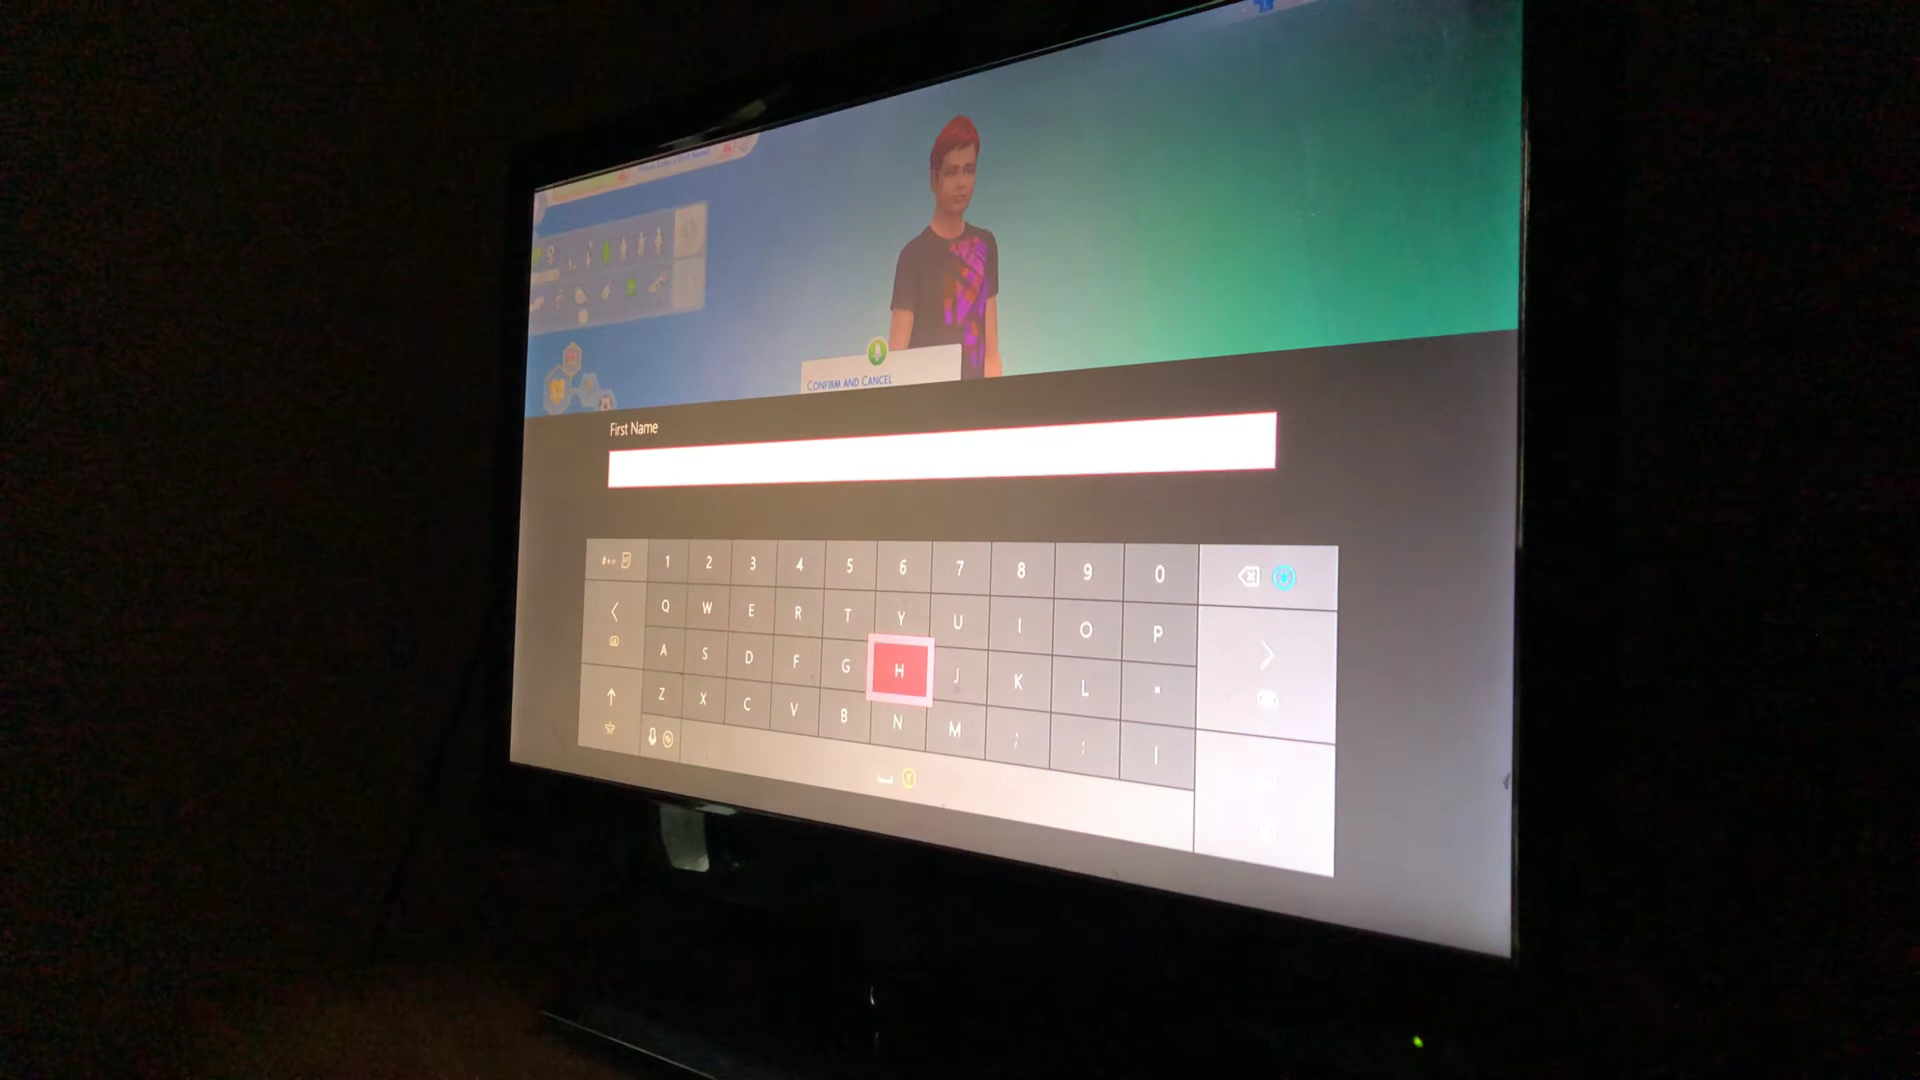 CONFIRM AND CANCEL
First Name
#+=
1 2 3 4 5 6 7 8 9 0
Q W E R T Y U I O P
A S D F G H J K L
Z X C V B N M ; :